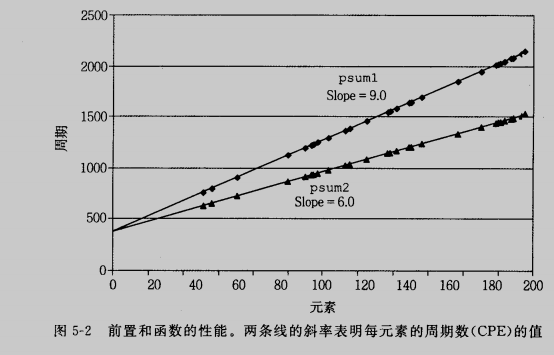 2500
2000
1500
1000
500
0
周期
psum1
Slope = 9.0
psum2
Slope = 6.0
0 20 40 60 80 100 120 140 160 180 200
元素
图 5-2 前置和函数的性能。两条线的斜率表明每元素的周期数(CPE)的值